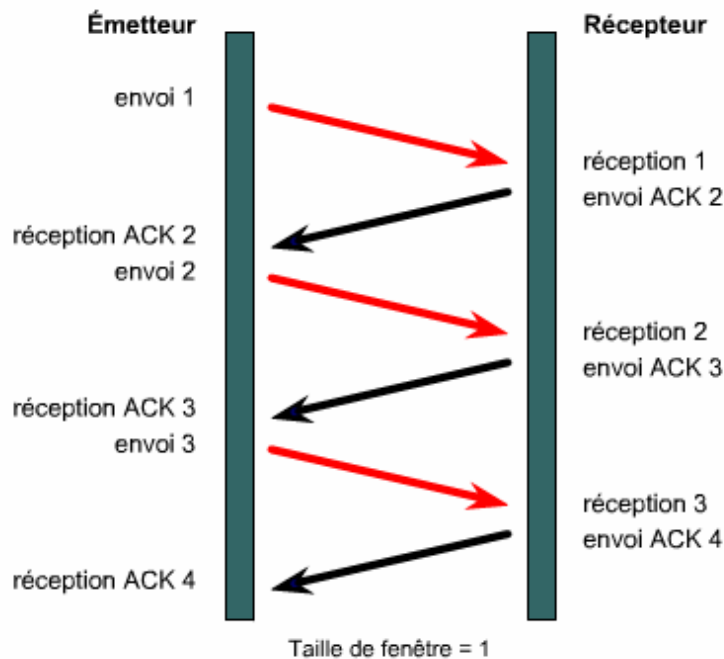 Émetteur
Récepteur
envoi 1
réception 1
envoi ACK 2
réception ACK 2
envoi 2
réception 2
envoi ACK 3
réception ACK 3
envoi 3
réception 3
envoi ACK 4
réception ACK 4
Taille de fenêtre = 1